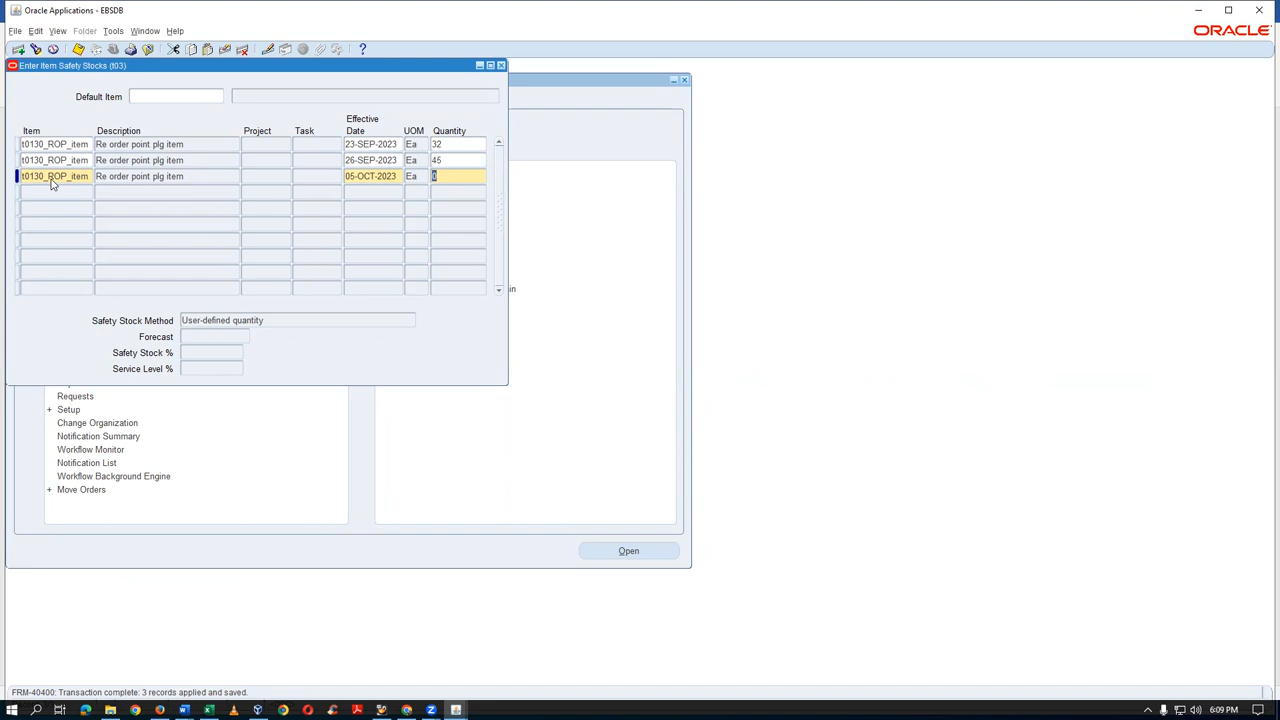 Oracle Applications - EBSDB
File Edit View Folder Tools Window Help
ORACLE
Enter Item Safety Stocks (t03)
Default Item
Effective
Item Description Project Task Date UOM Quantity
t0130_ROP_item Re order point plg item 23-SEP-2023 Ea 32
t0130_ROP_item Re order point plg item 26-SEP-2023 Ea 45
t0130_ROP_item Re order point plg item 05-OCT-2023 Ea 0
in
Safety Stock Method User-defined quantity
Forecast
Safety Stock %
Service Level %
Requests
+ Setup
Change Organization
Notification Summary
Workflow Monitor
Notification List
Workflow Background Engine
+ Move Orders
Open
FRM-40400: Transaction complete: 3 records applied and saved.
6:09 PM